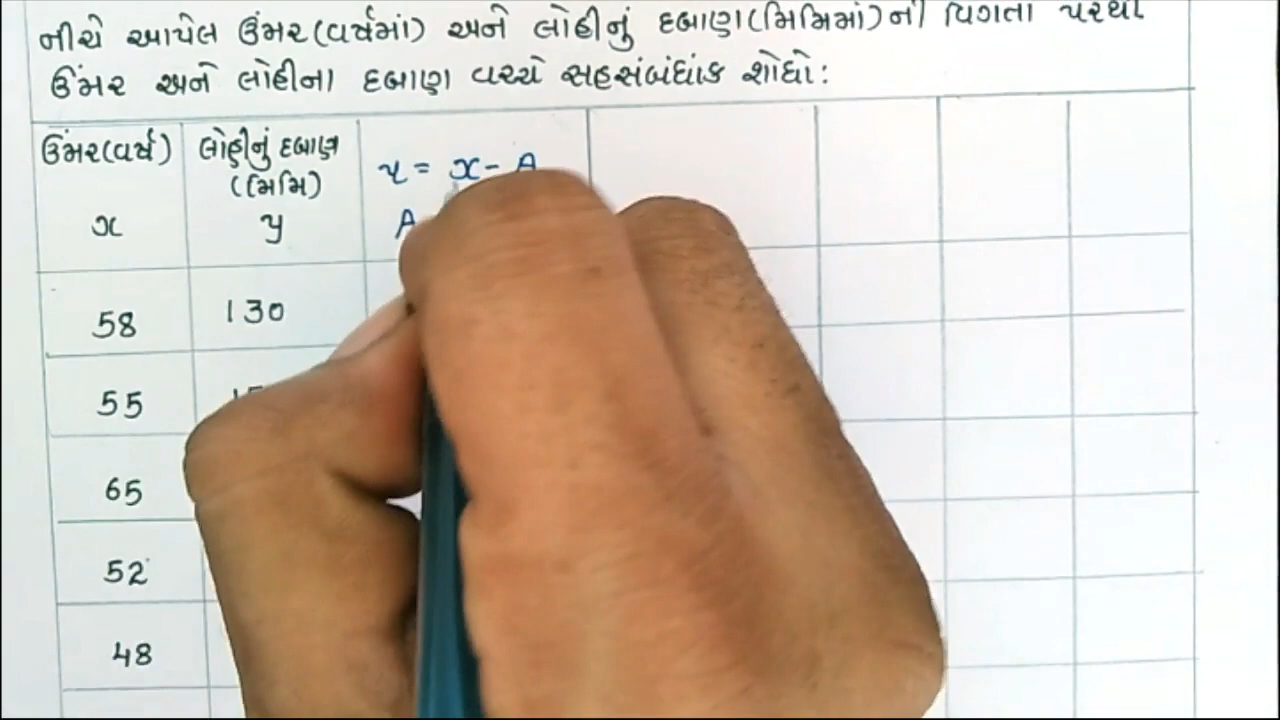 નીચે આપેલ ઉંમર(વર્ષમાં) અને લોહીનું દબાણ(મિમિમાં)ની વિગતો પરથી
ઉંમર અને લોહીના દબાણ વચ્ચે સહસંબંધાંક શોધો:
ઉંમર(વર્ષ) લોહીનું દબાણ u = x - A
(મિમિ)
x y A
58 130
55
65
52
48